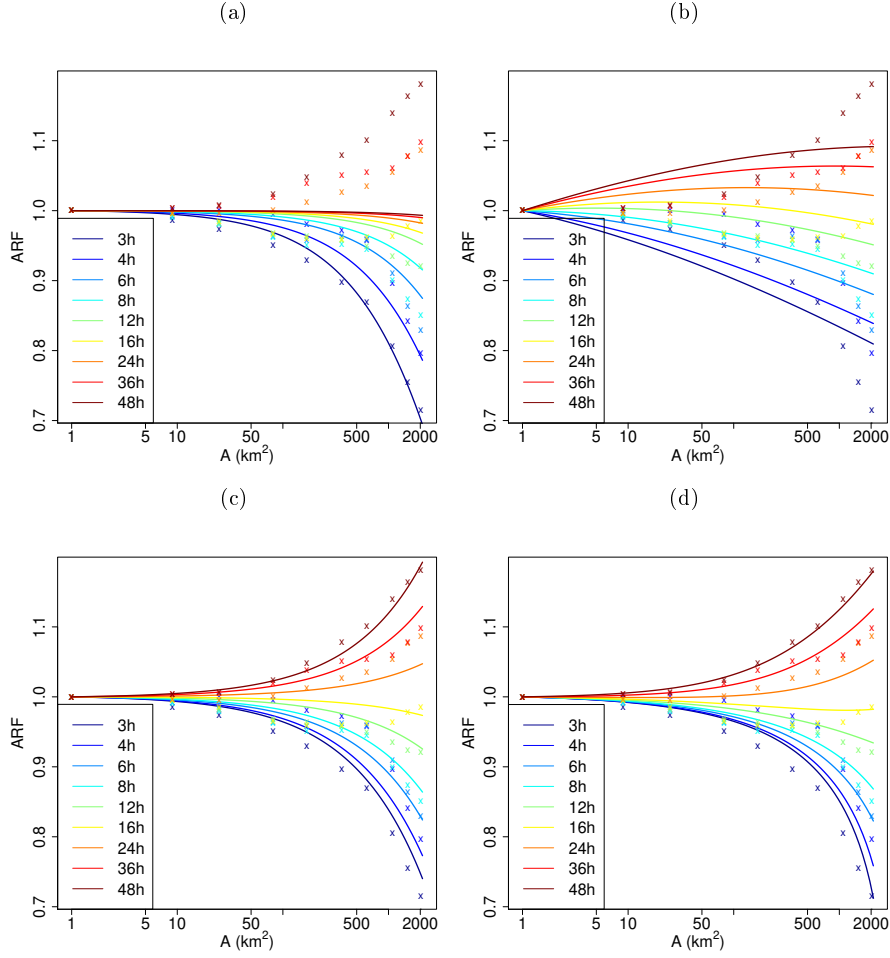 (a)
ARF
1.1
1.0
0.9
0.8
0.7
3h
4h
6h
8h
12h
16h
24h
36h
48h
1 5 10 50 500 2000
A (km²)
(b)
ARF
1.1
1.0
0.9
0.8
0.7
3h
4h
6h
8h
12h
16h
24h
36h
48h
1 5 10 50 500 2000
A (km²)
(c)
ARF
1.1
1.0
0.9
0.8
0.7
3h
4h
6h
8h
12h
16h
24h
36h
48h
1 5 10 50 500 2000
A (km²)
(d)
ARF
1.1
1.0
0.9
0.8
0.7
3h
4h
6h
8h
12h
16h
24h
36h
48h
1 5 10 50 500 2000
A (km²)